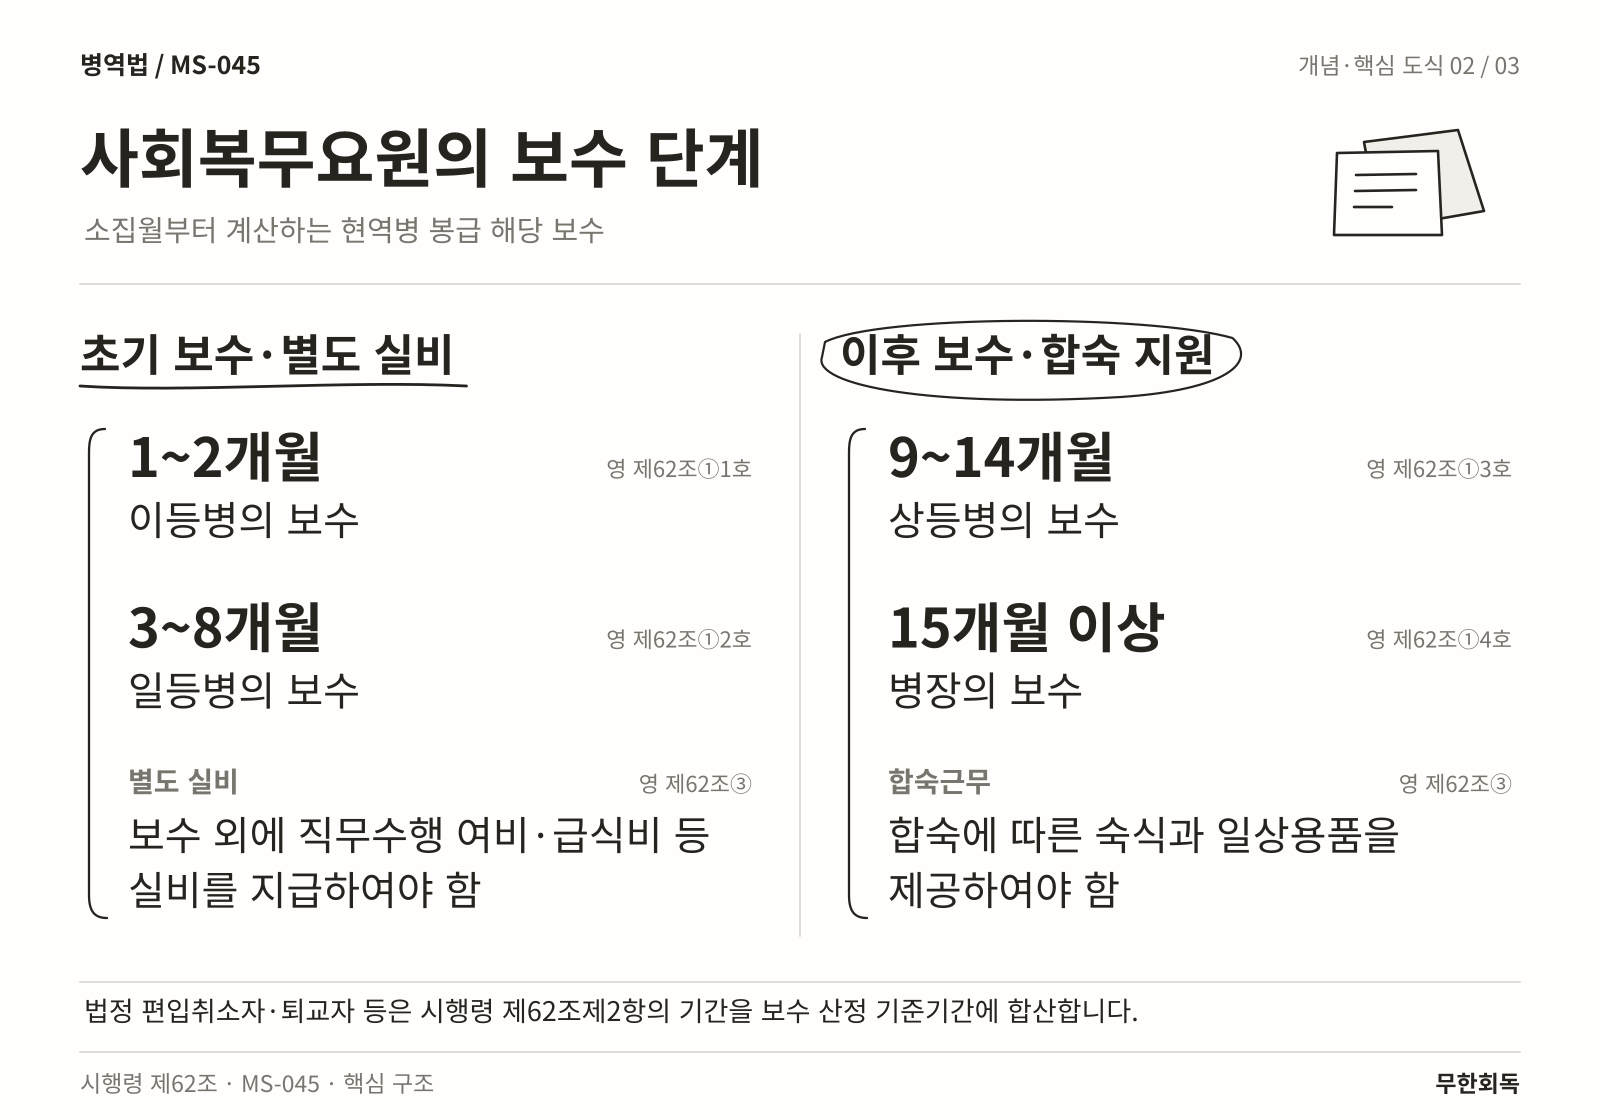 병역법 / MS-045
개념·핵심 도식 02 / 03
사회복무요원의 보수 단계
소집월부터 계산하는 현역병 봉급 해당 보수
초기 보수·별도 실비
1~2개월
영 제62조①1호
이등병의 보수
3~8개월
영 제62조①2호
일등병의 보수
별도 실비
영 제62조③
보수 외에 직무수행 여비·급식비 등
실비를 지급하여야 함
이후 보수·합숙 지원
9~14개월
영 제62조①3호
상등병의 보수
15개월 이상
영 제62조①4호
병장의 보수
합숙근무
영 제62조③
합숙에 따른 숙식과 일상용품을
제공하여야 함
법정 편입취소자·퇴교자 등은 시행령 제62조제2항의 기간을 보수 산정 기준기간에 합산합니다.
시행령 제62조 · MS-045 · 핵심 구조
무한회독